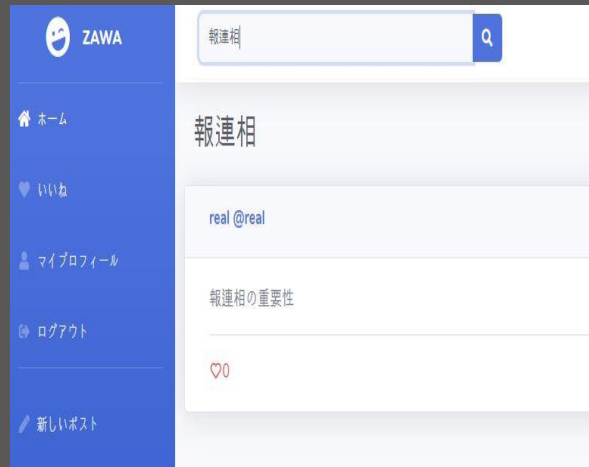 ZAWA
報連相
ホーム
報連相
いいね
real @real
マイプロフィール
報連相の重要性
ログアウト
0
新しいポスト